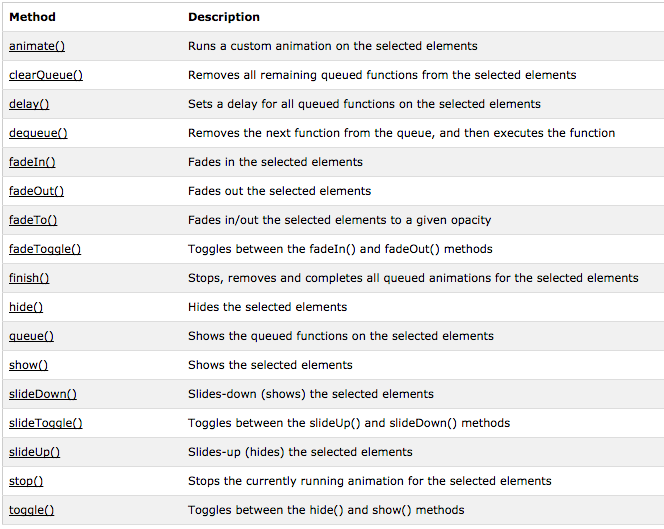 Method Description
animate() Runs a custom animation on the selected elements
clearQueue() Removes all remaining queued functions from the selected elements
delay() Sets a delay for all queued functions on the selected elements
dequeue() Removes the next function from the queue, and then executes the function
fadeIn() Fades in the selected elements
fadeOut() Fades out the selected elements
fadeTo() Fades in/out the selected elements to a given opacity
fadeToggle() Toggles between the fadeIn() and fadeOut() methods
finish() Stops, removes and completes all queued animations for the selected elements
hide() Hides the selected elements
queue() Shows the queued functions on the selected elements
show() Shows the selected elements
slideDown() Slides-down (shows) the selected elements
slideToggle() Toggles between the slideUp() and slideDown() methods
slideUp() Slides-up (hides) the selected elements
stop() Stops the currently running animation for the selected elements
toggle() Toggles between the hide() and show() methods